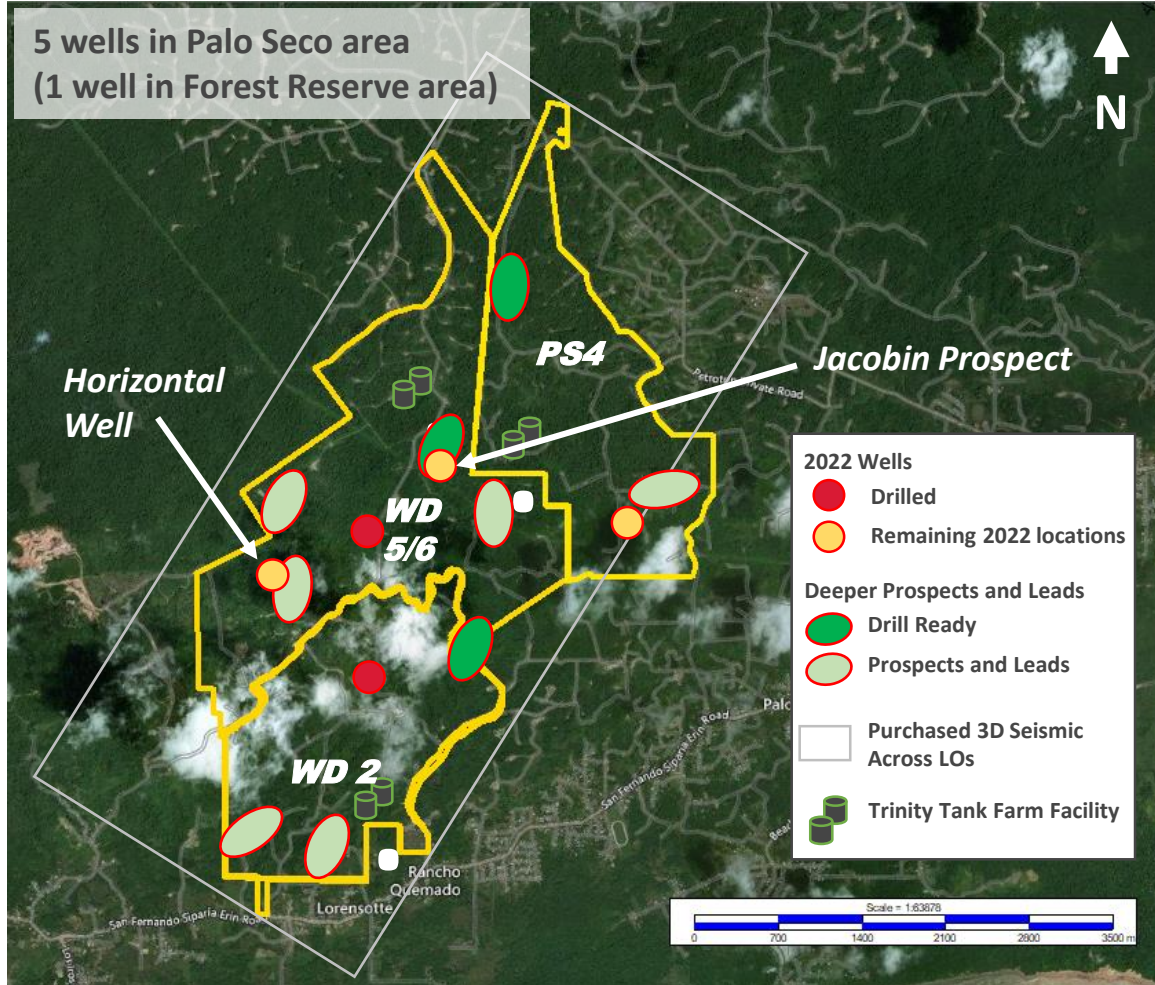 5 wells in Palo Seco area
(1 well in Forest Reserve area)
N
PS4
Jacobin Prospect
Horizontal
Well
Private Road
WD
5/6
2022 Wells
Drilled
Remaining 2022 locations
Deeper Prospects and Leads
Drill Ready
Prospects and Leads
Purchased 3D Seismic
Across LOs
Trinity Tank Farm Facility
San Fernando Siparia Erin Road
WD 2
Rancho
Quemado
Lorensotte
San Fernando Siparia Erin Road
Scale = 1:63878
0 700 1400 2100 2800 3500 m